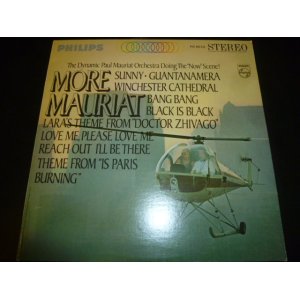 PHILIPS
STEREO
The Dynamic Paul Mauriat Orchestra Doing The "Now" Scene!
MORE
MAURIAT
SUNNY · GUANTANAMERA
WINCHESTER CATHEDRAL
BANG BANG
BLACK IS BLACK
LARA'S THEME FROM "DOCTOR ZHIVAGO"
LOVE ME, PLEASE LOVE ME
REACH OUT I'LL BE THERE
THEME FROM "IS PARIS
BURNING"